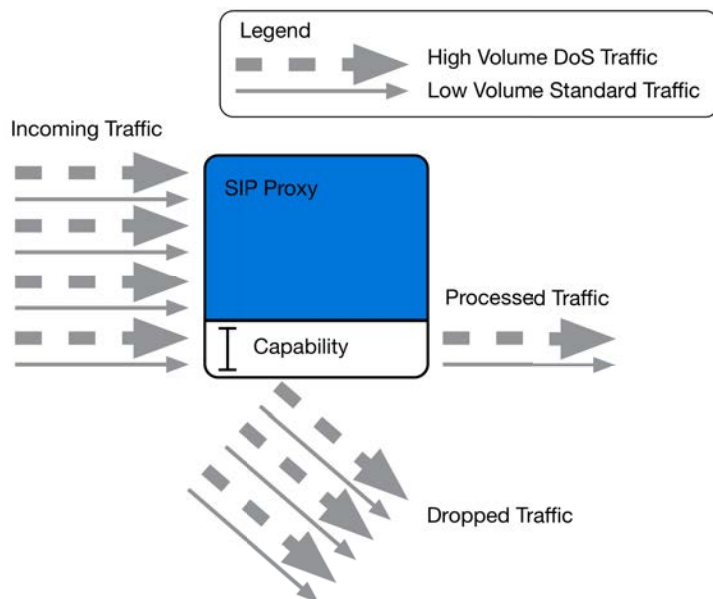 Legend
High Volume DoS Traffic
Low Volume Standard Traffic
Incoming Traffic
SIP Proxy
Processed Traffic
Capability
Dropped Traffic